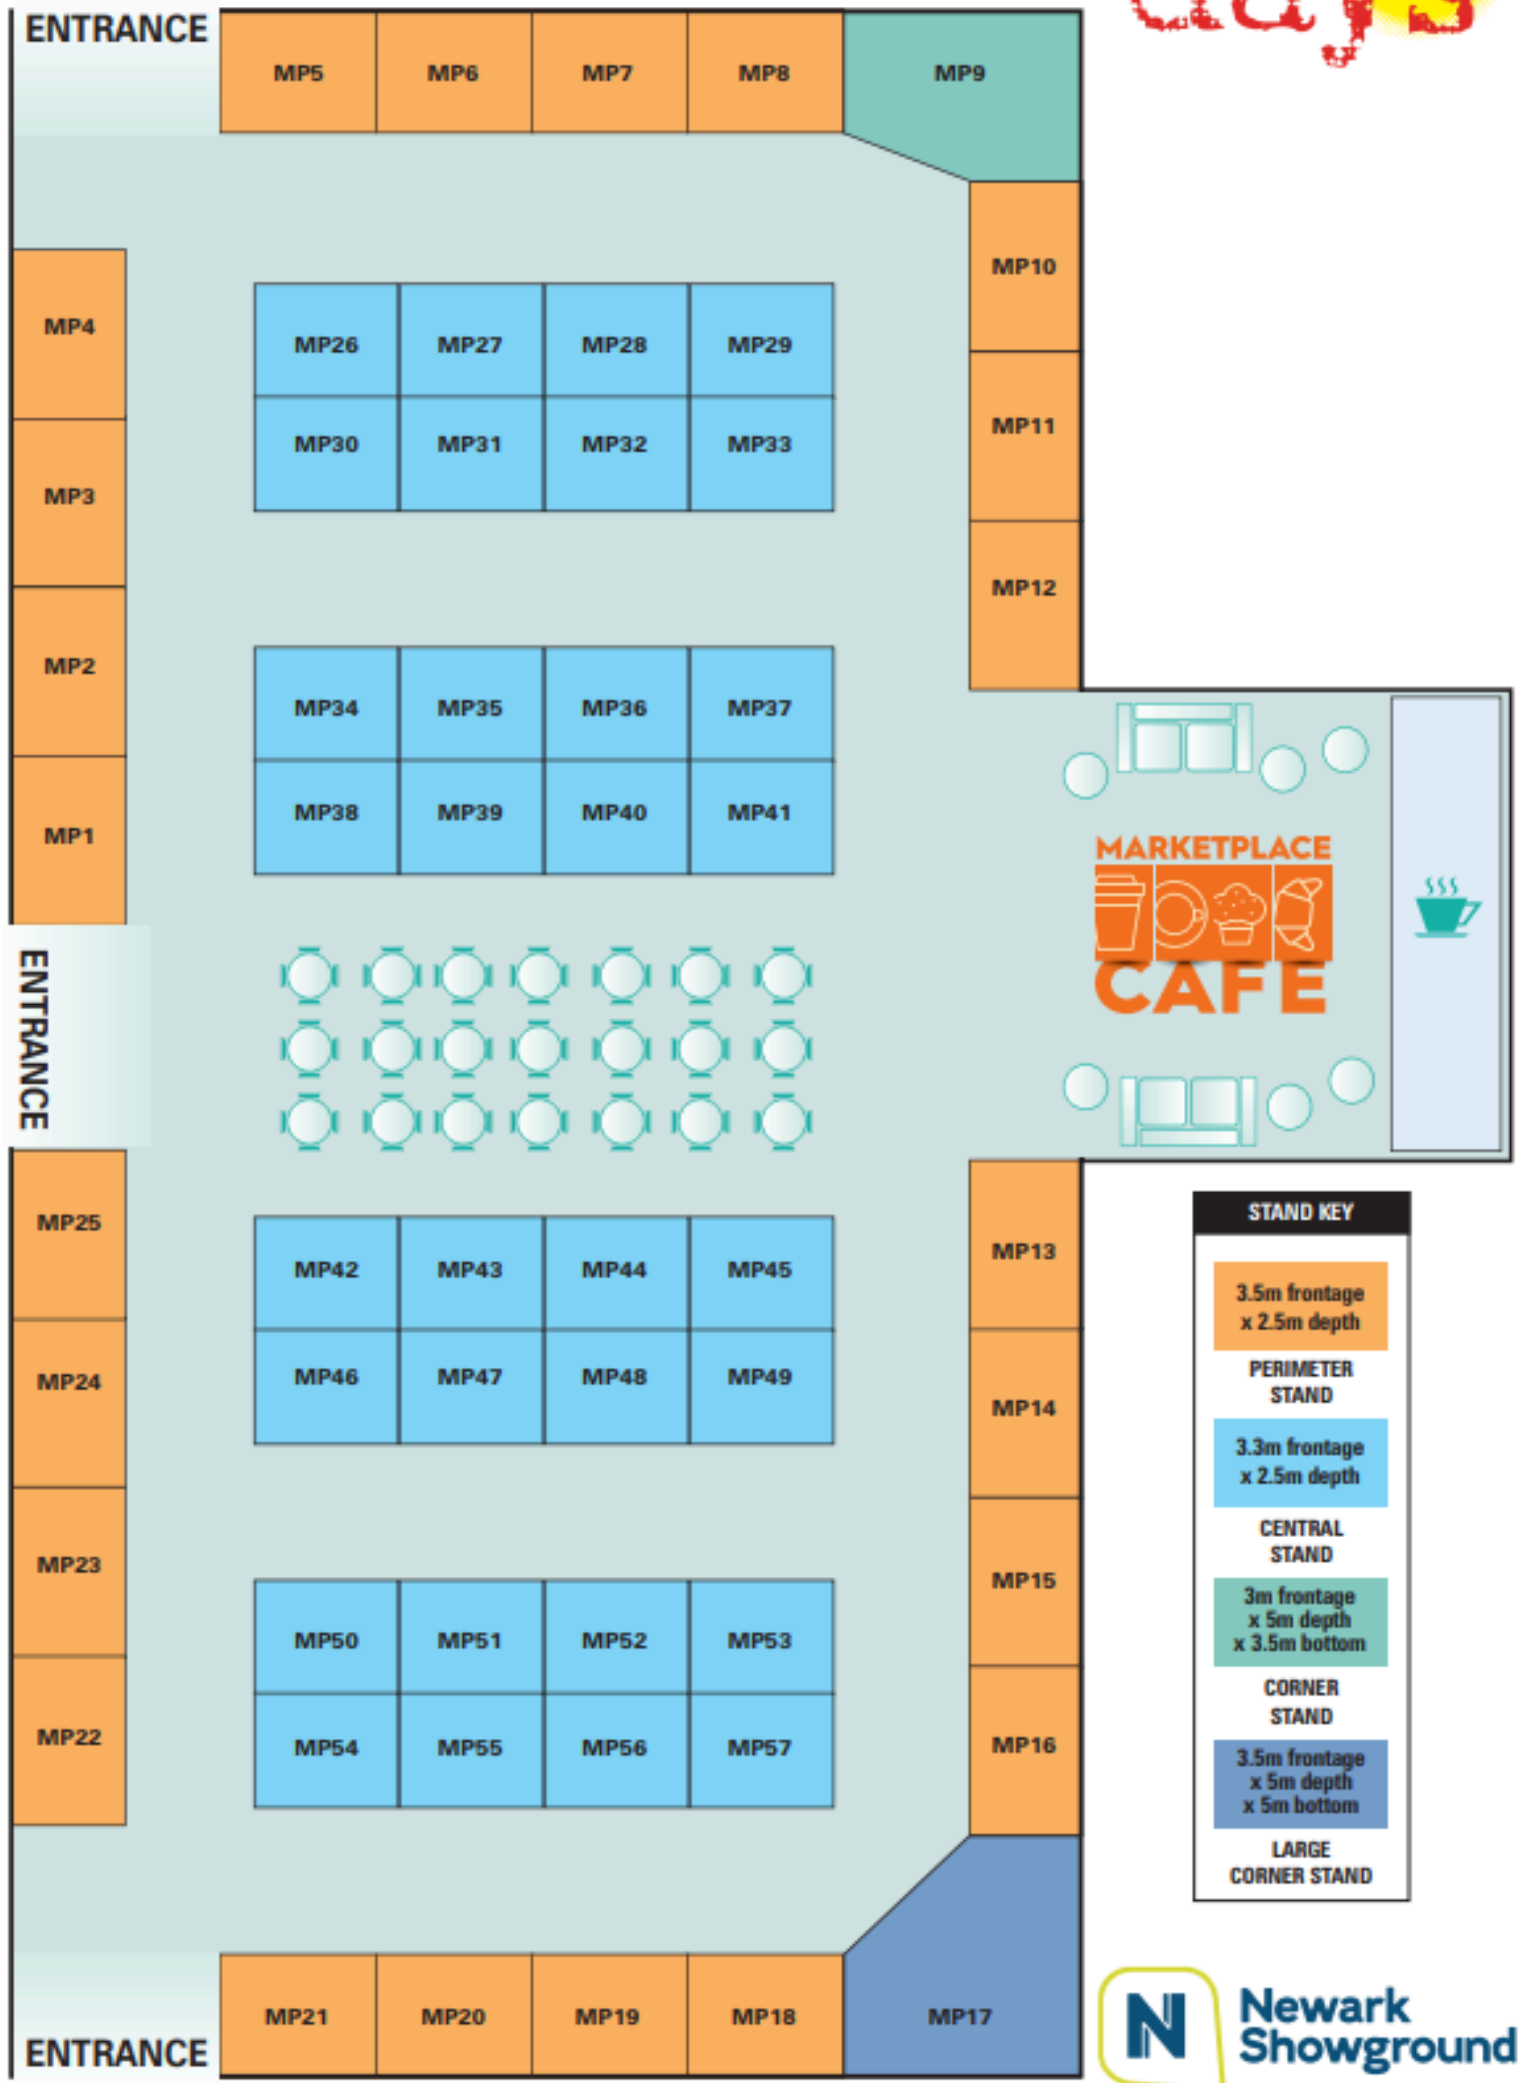 days
ENTRANCE
MP5 MP6 MP7 MP8 MP9
MP10
MP4
MP26 MP27 MP28 MP29
MP11
MP30 MP31 MP32 MP33
MP3
MP12
MP2
MP34 MP35 MP36 MP37
MP1
MP38 MP39 MP40 MP41
MARKETPLACE
CAFE
ENTRANCE
MP25
MP13
MP42 MP43 MP44 MP45
MP24
MP46 MP47 MP48 MP49
MP14
MP23
MP15
MP50 MP51 MP52 MP53
MP22
MP54 MP55 MP56 MP57
MP16
ENTRANCE
MP21 MP20 MP19 MP18 MP17
STAND KEY
3.5m frontage
x 2.5m depth
PERIMETER
STAND
3.3m frontage
x 2.5m depth
CENTRAL
STAND
3m frontage
x 5m depth
x 3.5m bottom
CORNER
STAND
3.5m frontage
x 5m depth
x 5m bottom
LARGE
CORNER STAND
N
Newark
Showground